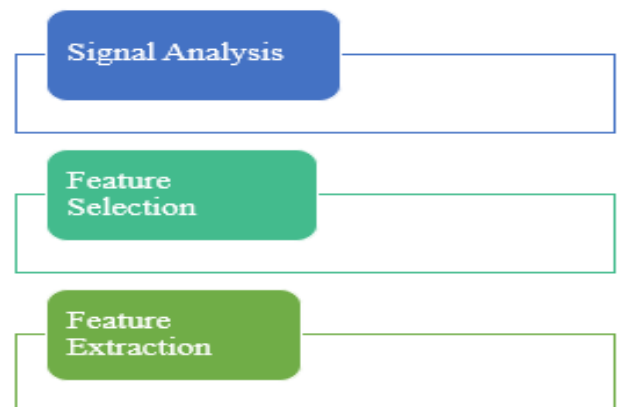 Signal Analysis
Feature
Selection
Feature
Extraction